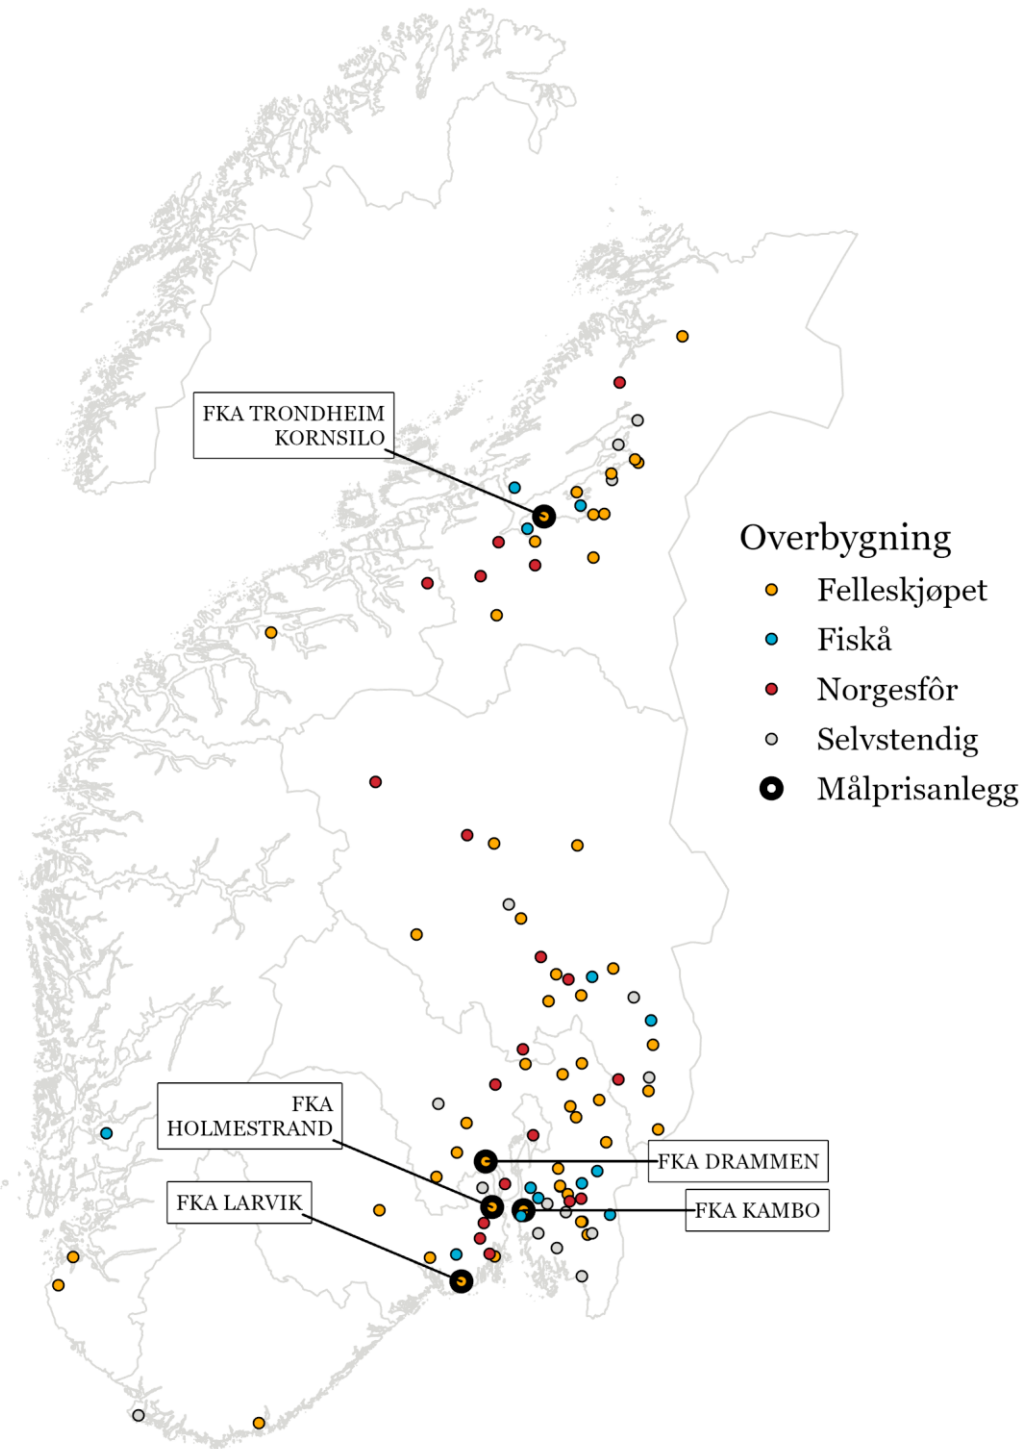 FKA TRONDHEIM
KORNSILO
Overbygning
Felleskjøpet
Fiskå
Norgesfôr
Selvstendig
Målprisanlegg
FKA
HOLMESTRAND
FKA DRAMMEN
FKA LARVIK
FKA KAMBO